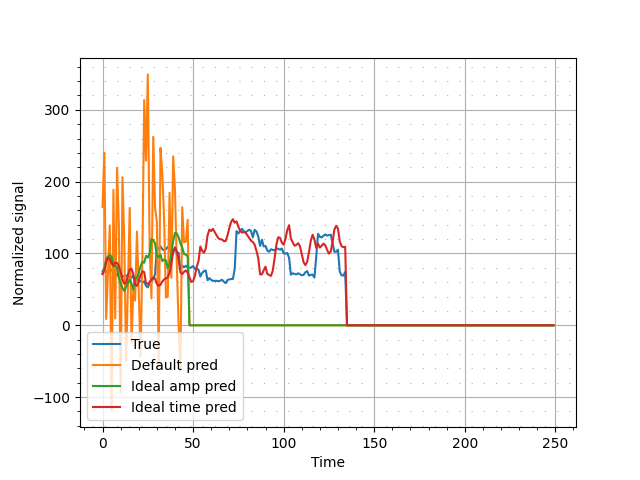 Normalized signal
300
200
100
0
−100
True
Default pred
Ideal amp pred
Ideal time pred
0 50 100 150 200 250
Time